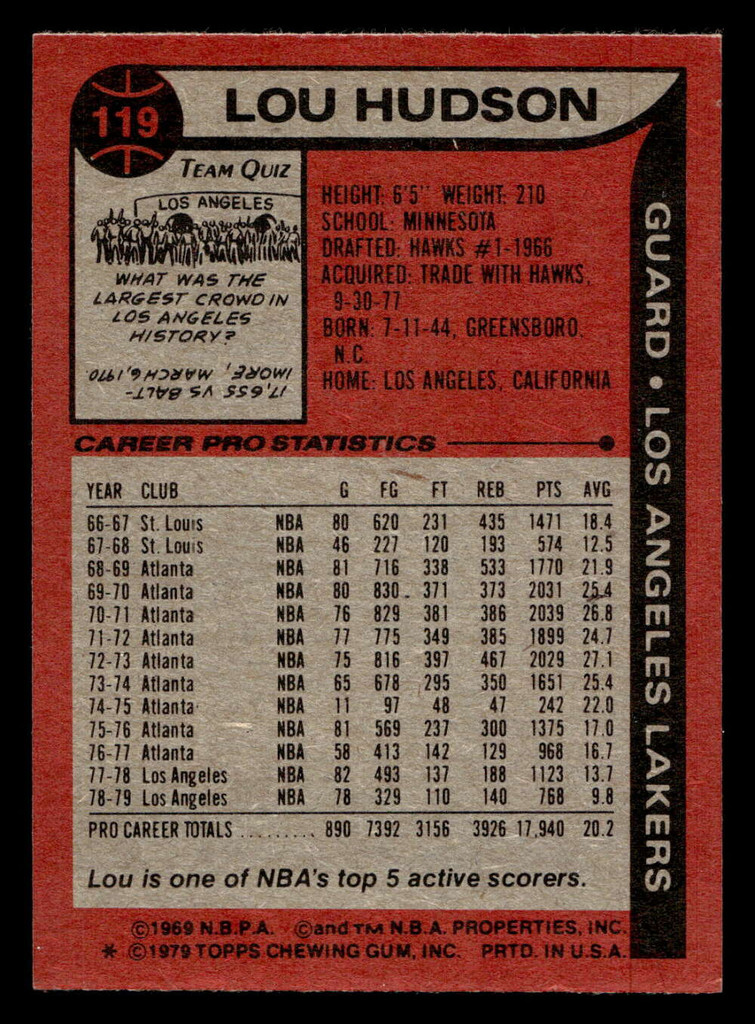 119
LOU HUDSON
TEAM QUIZ
LOS ANGELES
WHAT WAS THE
LARGEST CROWD IN
LOS ANGELES
HISTORY?
17,655 VS BALT-
IMORE, MARCH 6, 1970.
HEIGHT: 6'5" WEIGHT: 210
SCHOOL: MINNESOTA
DRAFTED: HAWKS #1-1966
ACQUIRED: TRADE WITH HAWKS,
9-30-77
BORN: 7-11-44, GREENSBORO,
N.C.
HOME: LOS ANGELES, CALIFORNIA
GUARD • LOS ANGELES LAKERS
CAREER PRO STATISTICS
YEAR CLUB G FG FT REB PTS AVG
66-67 St. Louis NBA 80 620 231 435 1471 18.4
67-68 St. Louis NBA 46 227 120 193 574 12.5
68-69 Atlanta NBA 81 716 338 533 1770 21.9
69-70 Atlanta NBA 80 830 371 373 2031 25.4
70-71 Atlanta NBA 76 829 381 386 2039 26.8
71-72 Atlanta NBA 77 775 349 385 1899 24.7
72-73 Atlanta NBA 75 816 397 467 2029 27.1
73-74 Atlanta NBA 65 678 295 350 1651 25.4
74-75 Atlanta NBA 11 97 48 47 242 22.0
75-76 Atlanta NBA 81 569 237 300 1375 17.0
76-77 Atlanta NBA 58 413 142 129 968 16.7
77-78 Los Angeles NBA 82 493 137 188 1123 13.7
78-79 Los Angeles NBA 78 329 110 140 768 9.8
PRO CAREER TOTALS ......... 890 7392 3156 3926 17,940 20.2
Lou is one of NBA's top 5 active scorers.
©1969 N.B.P.A. ©and TM N.B.A. PROPERTIES, INC.
* ©1979 TOPPS CHEWING GUM, INC. PRTD. IN U.S.A.